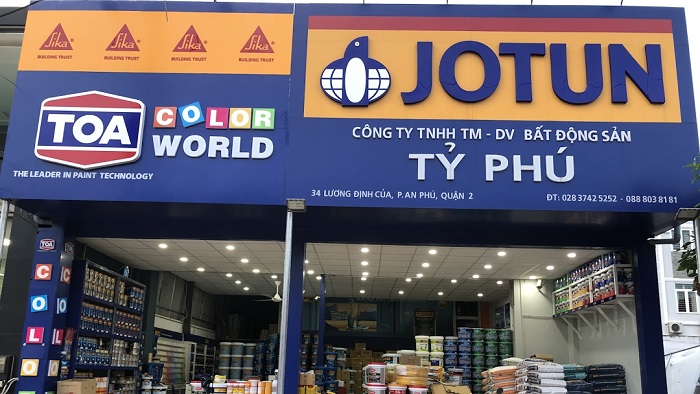 Sika Sika Sika Sika
BUILDING TRUST BUILDING TRUST BUILDING TRUST BUILDING TRUST
TOA
COLOR
WORLD
THE LEADER IN PAINT TECHNOLOGY
JOTUN
CÔNG TY TNHH TM - DV BẤT ĐỘNG SẢN
TỶ PHÚ
34 LƯƠNG ĐỊNH CỦA, P.AN PHÚ, QUẬN 2
ĐT: 028 3742 5252 - 088 803 8181
TOA
C
O
L
O